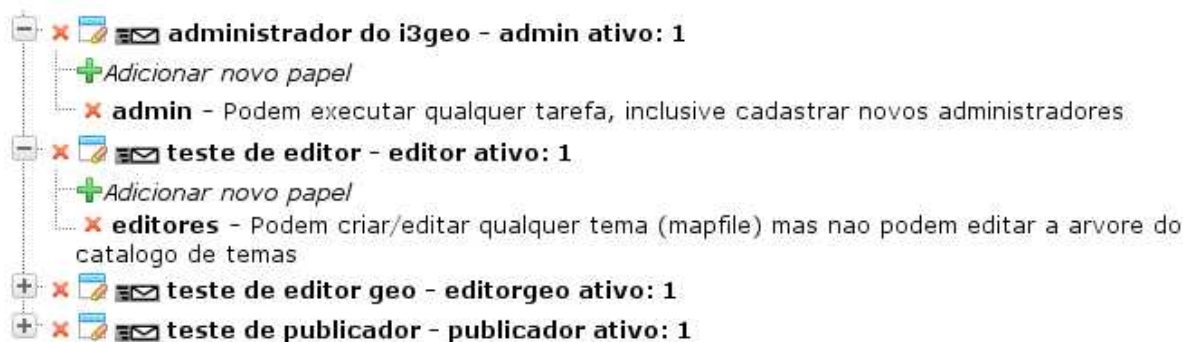 administrador do i3geo - admin ativo: 1
Adicionar novo papel
admin - Podem executar qualquer tarefa, inclusive cadastrar novos administradores
teste de editor - editor ativo: 1
Adicionar novo papel
editores - Podem criar/editar qualquer tema (mapfile) mas nao podem editar a arvore do
catalogo de temas
teste de editor geo - editorgeo ativo: 1
teste de publicador - publicador ativo: 1